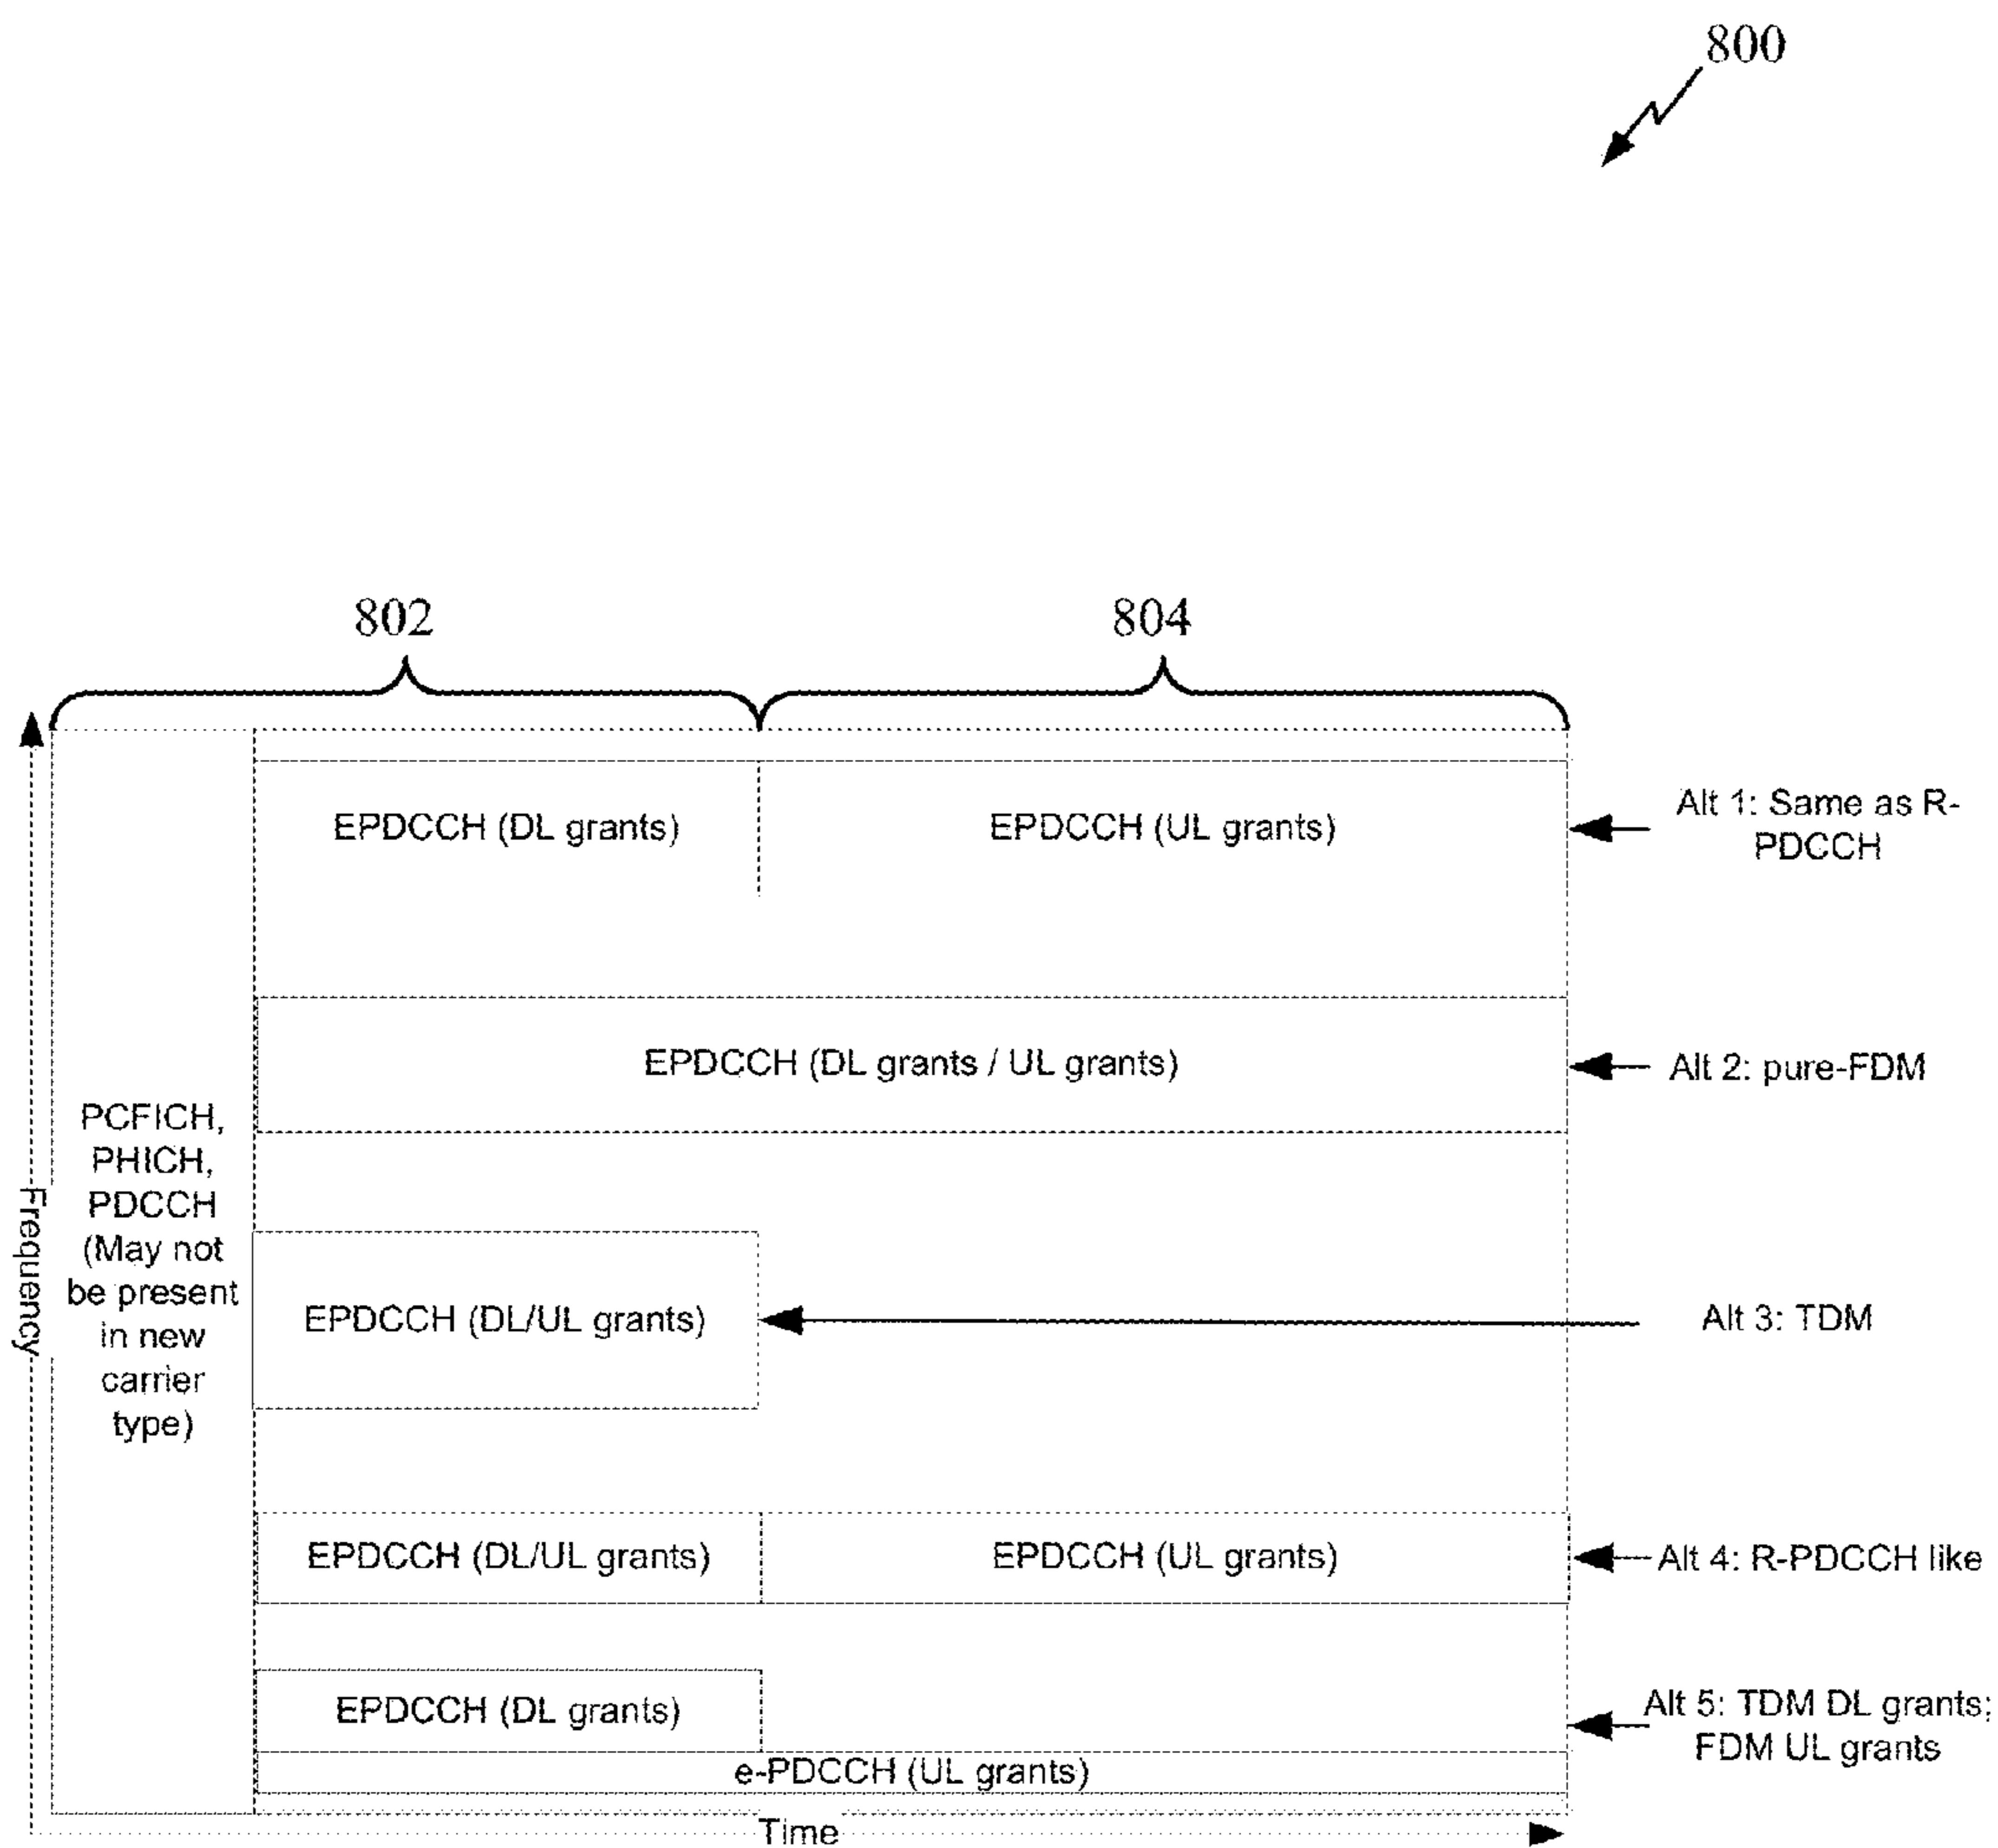 800
802
804
EPDCCH (DL grants)
EPDCCH (UL grants)
Alt 1: Same as R-
PDCCH
EPDCCH (DL grants / UL grants)
Alt 2: pure-FDM
PCFICH,
PHICH,
PDCCH
(May not
be present
in new
carrier
type)
Frequency
EPDCCH (DL/UL grants)
Alt 3: TDM
EPDCCH (DL/UL grants)
EPDCCH (UL grants)
Alt 4: R-PDCCH like
EPDCCH (DL grants)
Alt 5: TDM DL grants;
FDM UL grants
e-PDCCH (UL grants)
Time